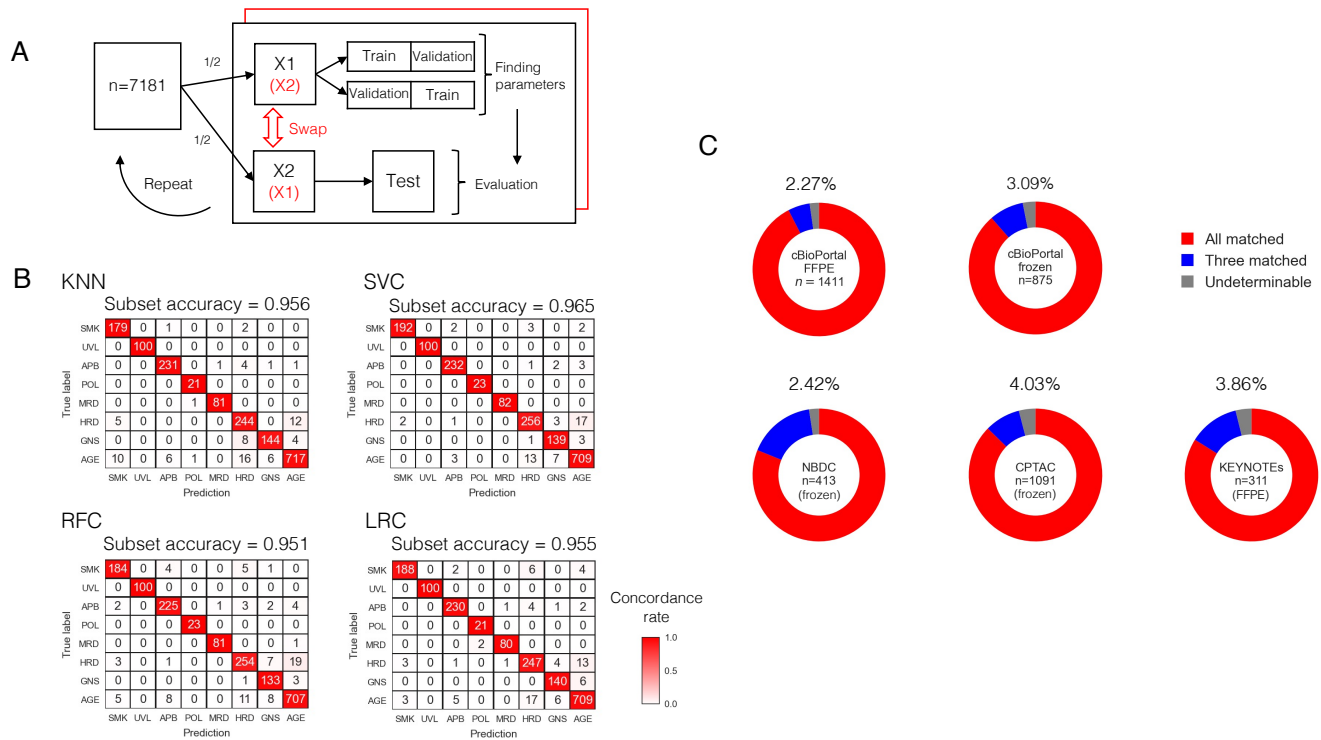 A
n=7181
1/2
1/2
Repeat
X1
(X2)
Swap
X2
(X1)
Train Validation
Validation Train
Finding
parameters
Test
Evaluation
B
KNN
Subset accuracy = 0.956
True label
SMK 179 0 1 0 0 2 0 0
UVL 0 100 0 0 0 0 0 0
APB 0 0 231 0 1 4 1 1
POL 0 0 0 21 0 0 0 0
MRD 0 0 0 1 81 0 0 0
HRD 5 0 0 0 0 244 0 12
GNS 0 0 0 0 0 8 144 4
AGE 10 0 6 1 0 16 6 717
SMK UVL APB POL MRD HRD GNS AGE
Prediction
SVC
Subset accuracy = 0.965
True label
SMK 192 0 2 0 0 3 0 2
UVL 0 100 0 0 0 0 0 0
APB 0 0 232 0 0 1 2 3
POL 0 0 0 23 0 0 0 0
MRD 0 0 0 0 82 0 0 0
HRD 2 0 1 0 0 256 3 17
GNS 0 0 0 0 0 1 139 3
AGE 0 0 3 0 0 13 7 709
SMK UVL APB POL MRD HRD GNS AGE
Prediction
RFC
Subset accuracy = 0.951
True label
SMK 184 0 4 0 0 5 1 0
UVL 0 100 0 0 0 0 0 0
APB 2 0 225 0 1 3 2 4
POL 0 0 0 23 0 0 0 0
MRD 0 0 0 0 81 0 0 1
HRD 3 0 1 0 0 254 7 19
GNS 0 0 0 0 0 1 133 3
AGE 5 0 8 0 0 11 8 707
SMK UVL APB POL MRD HRD GNS AGE
Prediction
LRC
Subset accuracy = 0.955
True label
SMK 188 0 2 0 0 6 0 4
UVL 0 100 0 0 0 0 0 0
APB 0 0 230 0 1 4 1 2
POL 0 0 0 21 0 0 0 0
MRD 0 0 0 2 80 0 0 0
HRD 3 0 1 0 1 247 4 13
GNS 0 0 0 0 0 0 140 6
AGE 3 0 5 0 0 17 6 709
SMK UVL APB POL MRD HRD GNS AGE
Prediction
Concordance
rate
1.0
0.5
0.0
C
2.27%
cBioPortal
FFPE
n = 1411
3.09%
cBioPortal
frozen
n=875
All matched
Three matched
Undeterminable
2.42%
NBDC
n=413
(frozen)
4.03%
CPTAC
n=1091
(frozen)
3.86%
KEYNOTEs
n=311
(FFPE)